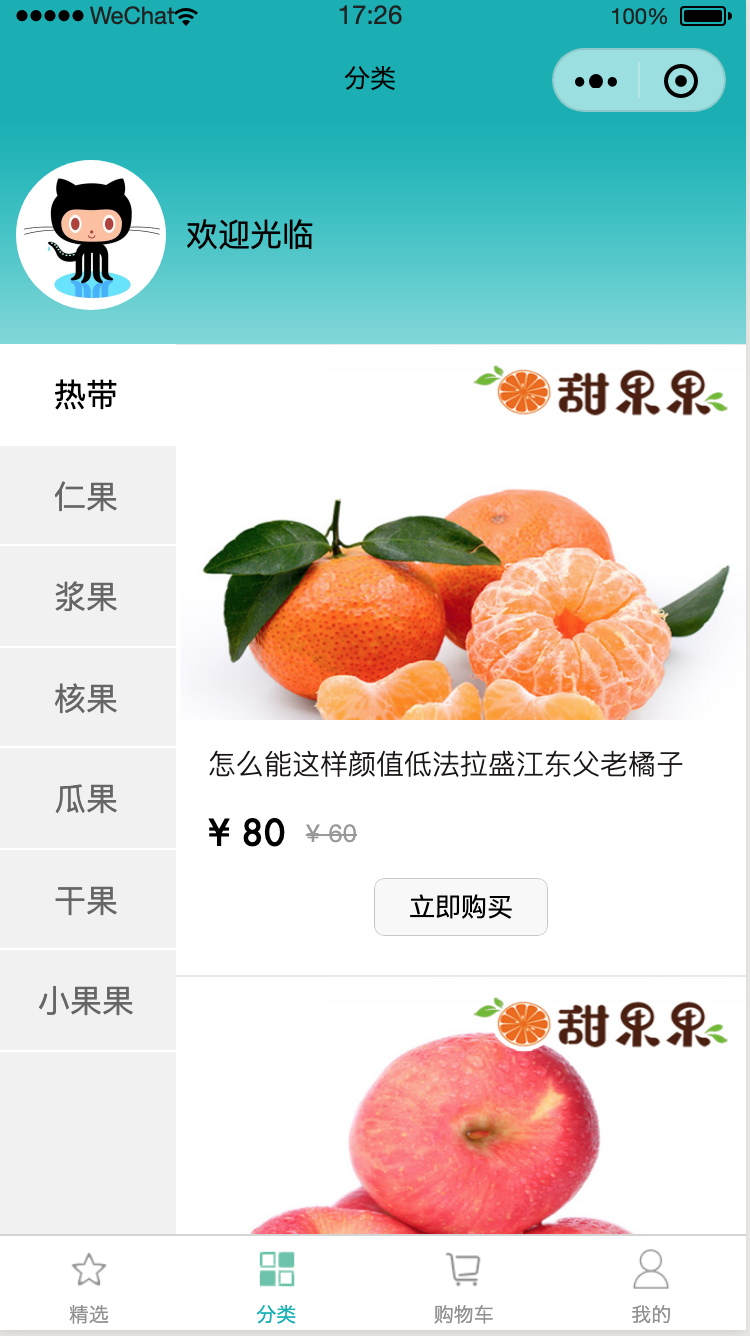 WeChat 17:26 100%
分类
欢迎光临
热带
仁果
浆果
核果
瓜果
干果
小果果
甜果果
怎么能这样颜值低法拉盛江东父老橘子
¥ 80 ¥ 60
立即购买
甜果果
精选 分类 购物车 我的